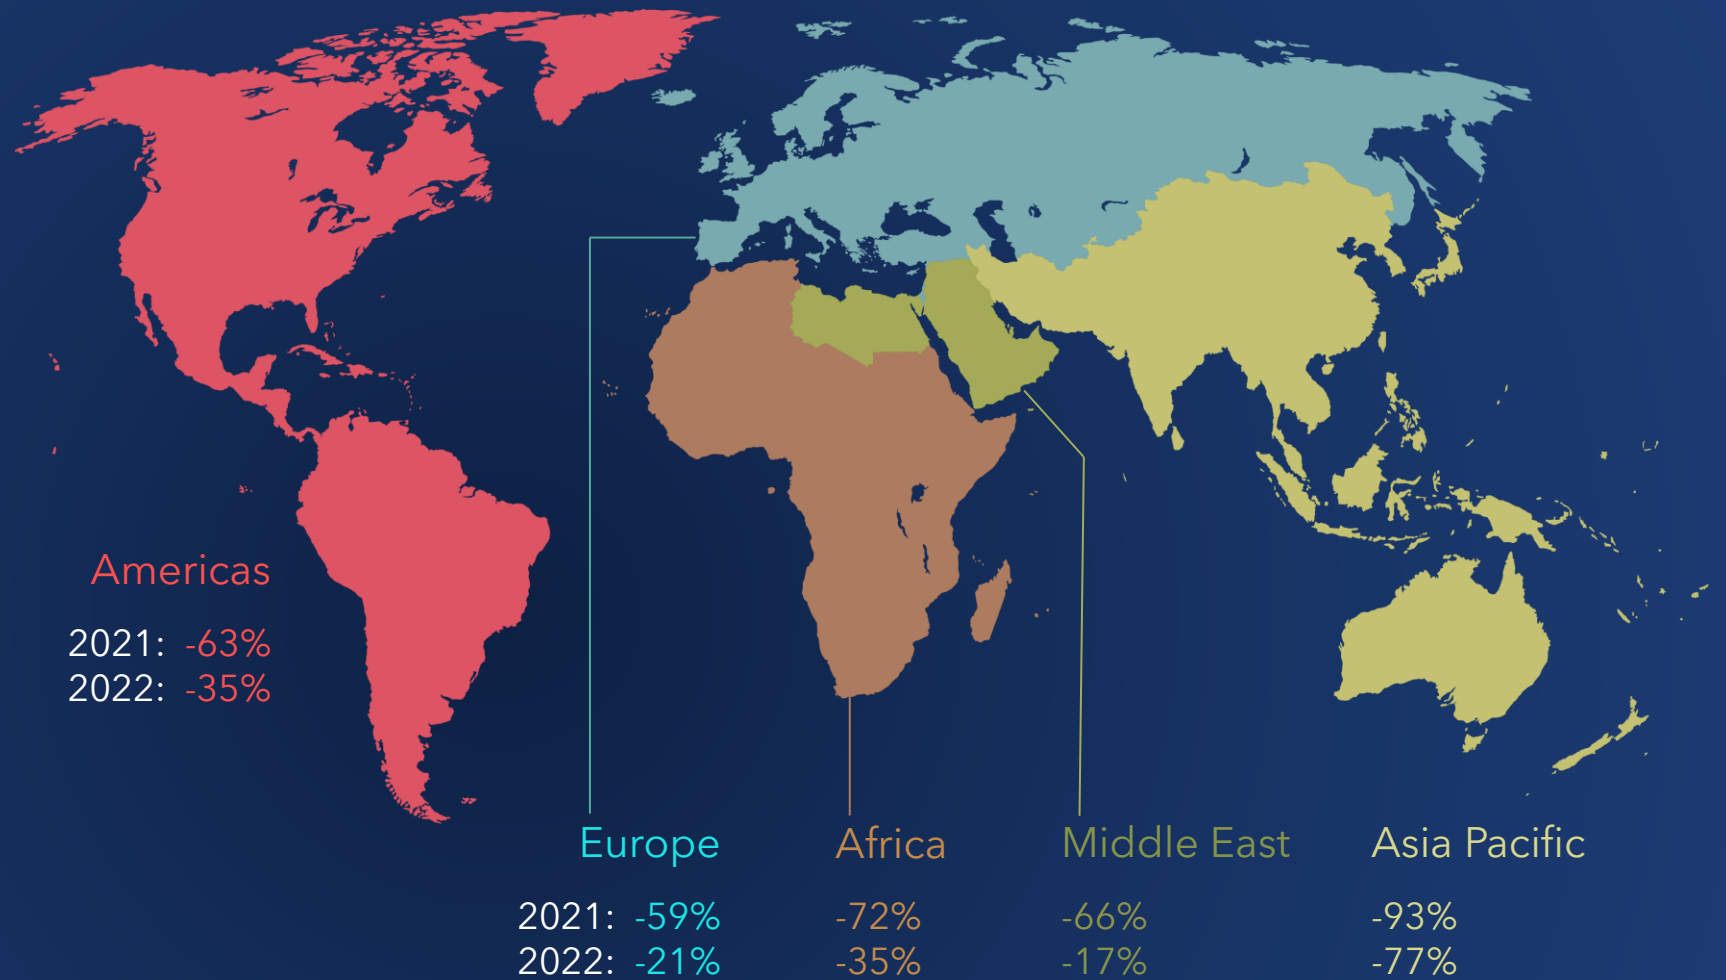 Americas
2021: -63%
2022: -35%
Europe Africa Middle East Asia Pacific
2021: -59% -72% -66% -93%
2022: -21% -35% -17% -77%